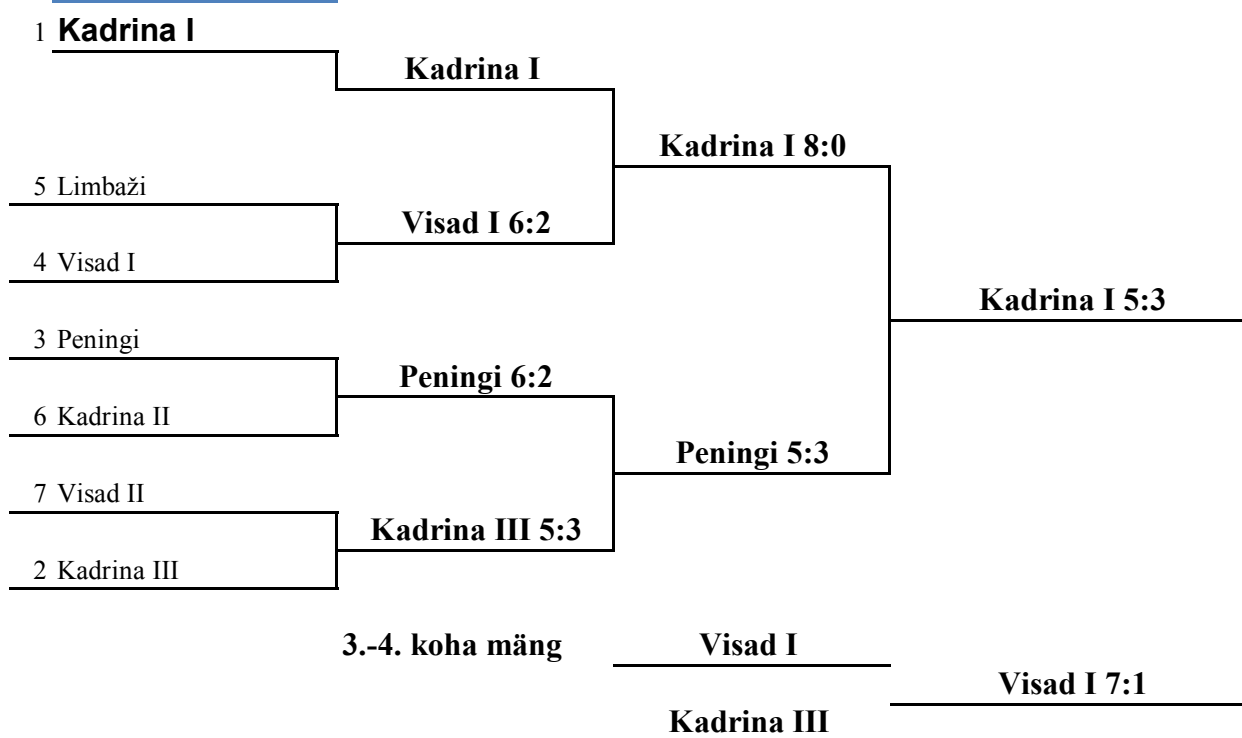 1 Kadrina I
Kadrina I
Kadrina I 8:0
5 Limbaži
Visad I 6:2
4 Visad I
Kadrina I 5:3
3 Peningi
Peningi 6:2
6 Kadrina II
Peningi 5:3
7 Visad II
Kadrina III 5:3
2 Kadrina III
3.-4. koha mäng
Visad I
Visad I 7:1
Kadrina III